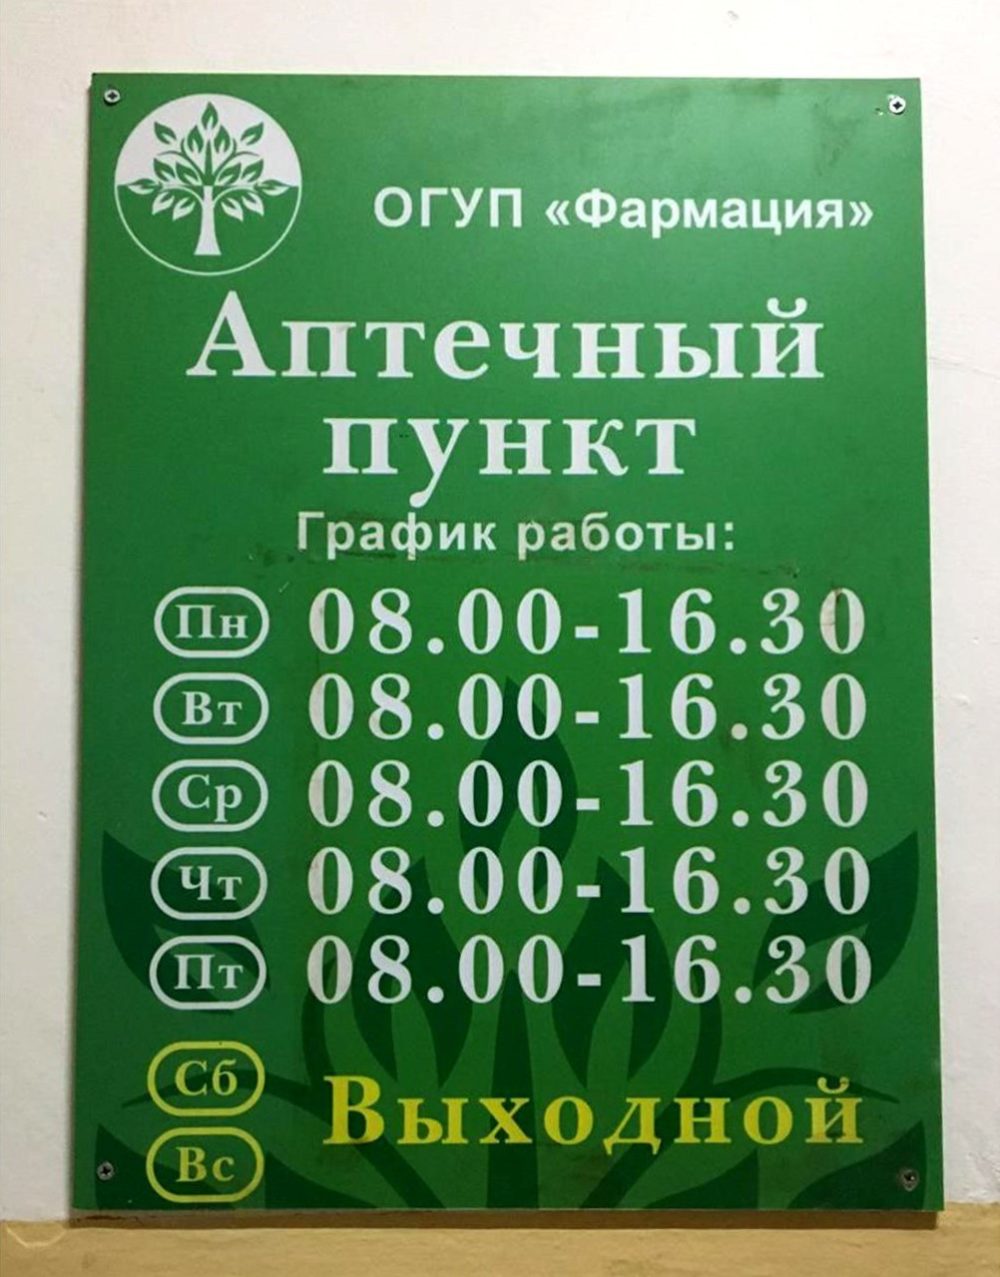 ОГУП «Фармация»
Аптечный
пункт
График работы:
Пн 08.00-16.30
Вт 08.00-16.30
Ср 08.00-16.30
Чт 08.00-16.30
Пт 08.00-16.30
Сб
Выходной
Вс